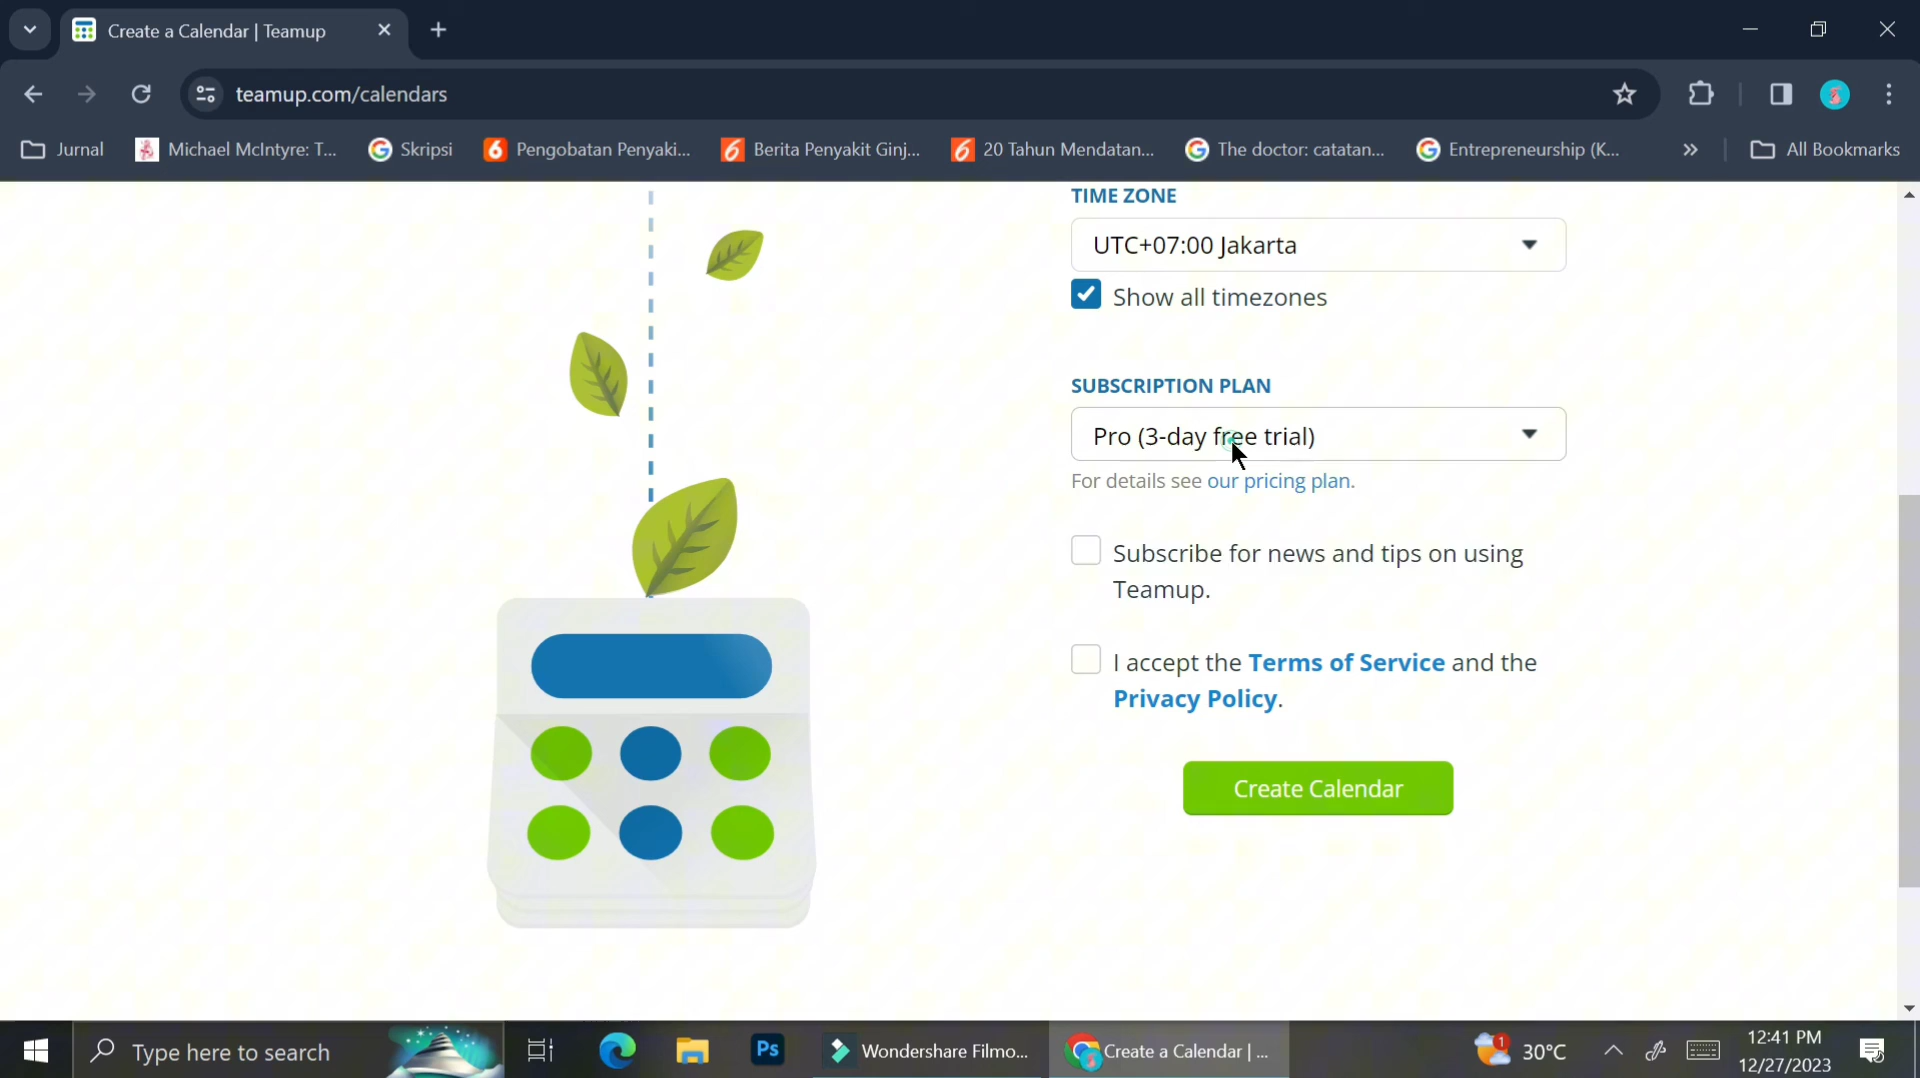 Create a Calendar | Teamup
teamup.com/calendars
Jurnal
Michael McIntyre: T...
Skripsi
Pengobatan Penyaki...
Berita Penyakit Ginj...
20 Tahun Mendatan...
The doctor: catatan...
Entrepreneurship (K...
All Bookmarks
TIME ZONE
UTC+07:00 Jakarta
Show all timezones
SUBSCRIPTION PLAN
Pro (3-day free trial)
For details see our pricing plan.
Subscribe for news and tips on using
Teamup.
I accept the Terms of Service and the
Privacy Policy.
Create Calendar
Type here to search
Ps
Wondershare Filmo...
Create a Calendar | ...
1
30°C
12:41 PM
12/27/2023